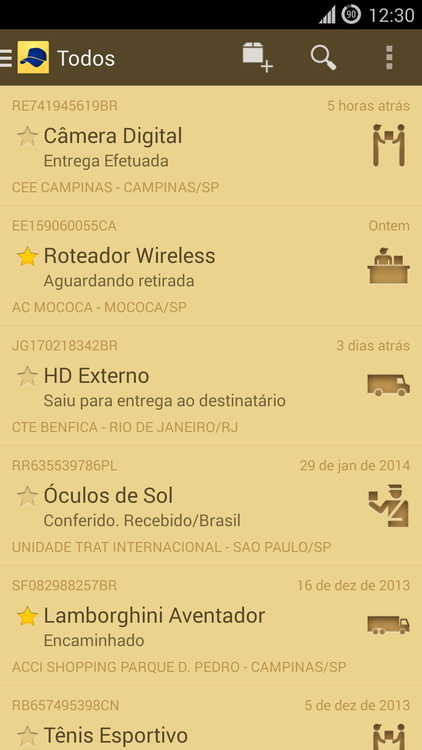 90 12:30
Todos
RE741945619BR 5 horas atrás
Câmera Digital
Entrega Efetuada
CEE CAMPINAS - CAMPINAS/SP
EE159060055CA Ontem
Roteador Wireless
Aguardando retirada
AC MOCOCA - MOCOCA/SP
JG170218342BR 3 dias atrás
HD Externo
Saiu para entrega ao destinatário
CTE BENFICA - RIO DE JANEIRO/RJ
RR635539786PL 29 de jan de 2014
Óculos de Sol
Conferido. Recebido/Brasil
UNIDADE TRAT INTERNACIONAL - SAO PAULO/SP
SF082988257BR 16 de dez de 2013
Lamborghini Aventador
Encaminhado
ACCI SHOPPING PARQUE D. PEDRO - CAMPINAS/SP
RB657495398CN 5 de dez de 2013
Tênis Esportivo